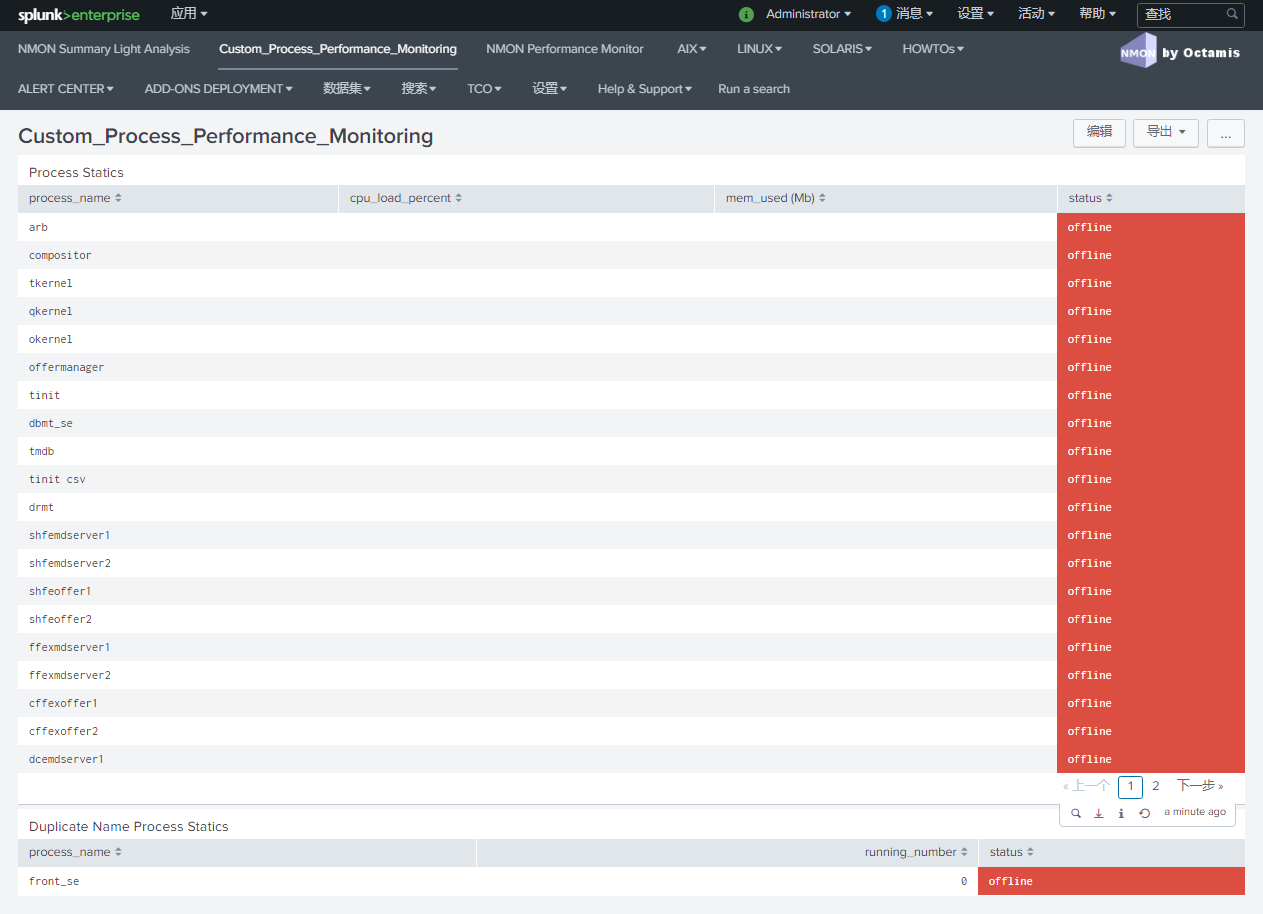 splunk>enterprise 应用 i Administrator 1 消息 设置 活动 帮助 查找
NMON Summary Light Analysis Custom_Process_Performance_Monitoring NMON Performance Monitor AIX LINUX SOLARIS HOWTOs NMON by Octamis
ALERT CENTER ADD-ONS DEPLOYMENT 数据集 搜索 TCO 设置 Help & Support Run a search
Custom_Process_Performance_Monitoring 编辑 导出 ...
Process Statics
process_name cpu_load_percent mem_used (Mb) status
arb offline
compositor offline
tkernel offline
qkernel offline
okernel offline
offermanager offline
tinit offline
dbmt_se offline
tmdb offline
tinit csv offline
drmt offline
shfemdserver1 offline
shfemdserver2 offline
shfeoffer1 offline
shfeoffer2 offline
ffexmdserver1 offline
ffexmdserver2 offline
cffexoffer1 offline
cffexoffer2 offline
dcemdserver1 offline
« 上一个 1 2 下一步 »
a minute ago
Duplicate Name Process Statics
process_name running_number status
front_se 0 offline